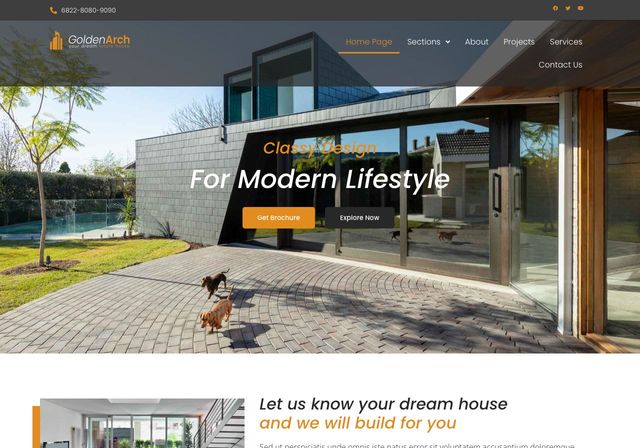 6822-8080-9090
GoldenArch
your dream future house
Home Page
Sections
About
Projects
Services
Contact Us
Classy Design
For Modern Lifestyle
Get Brochure
Explore Now
Let us know your dream house
and we will build for you
Sed ut perspiciatis unde omnis iste natus error sit voluptatem accusantium doloremque